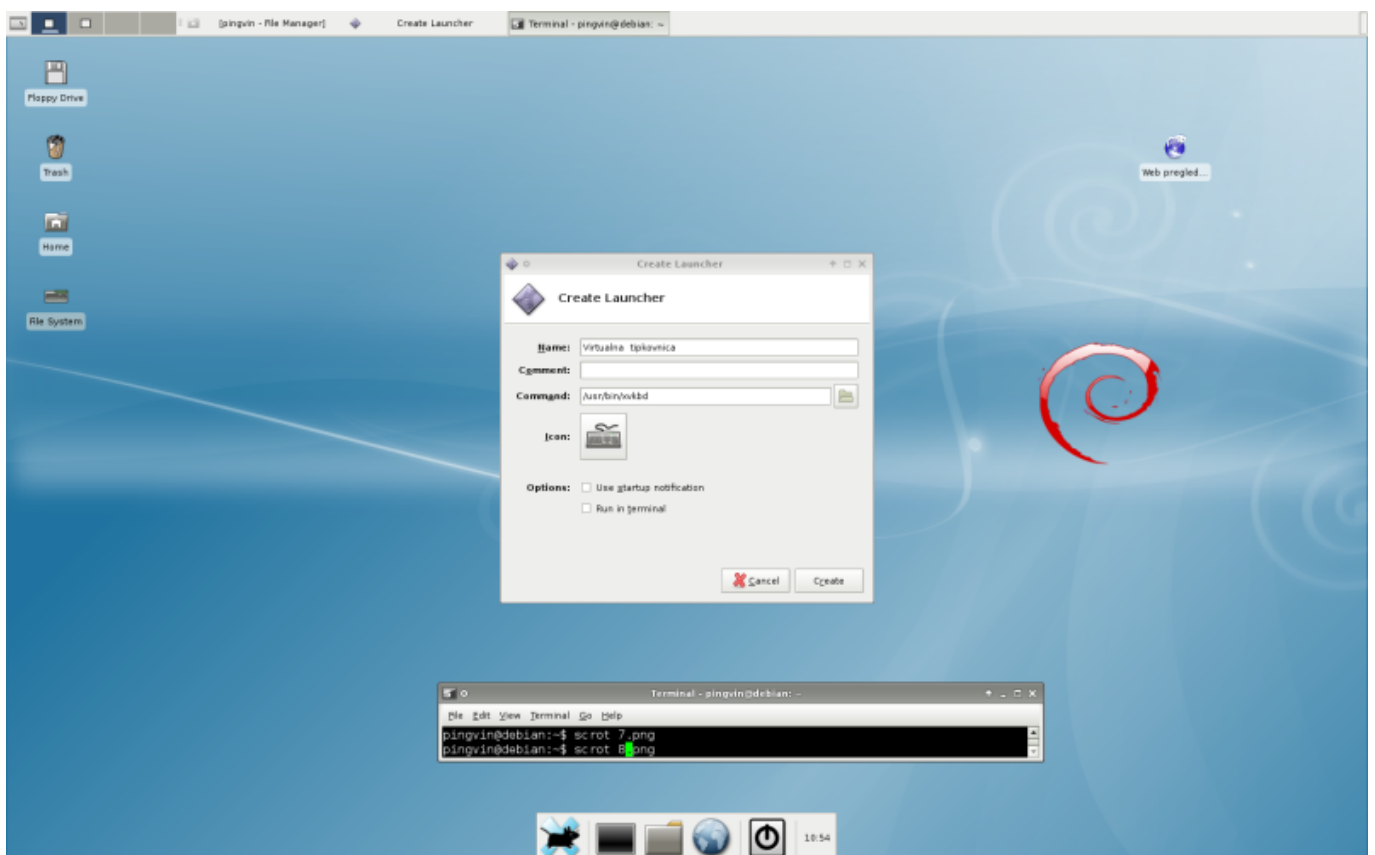 [pingvin - File Manager]
Create Launcher
Terminal - pingvin@debian: ~
Floppy Drive
Trash
Web pregled...
Home
File System
Create Launcher
Create Launcher
Name: Virtualna tipkovnica
Comment:
Command: /usr/bin/xvkbd
Icon:
Options: Use startup notification
Run in terminal
Cancel Create
Terminal - pingvin@debian: ~
File Edit View Terminal Go Help
pingvin@debian:~$ scrot 7.png
pingvin@debian:~$ scrot 8.png
10:54